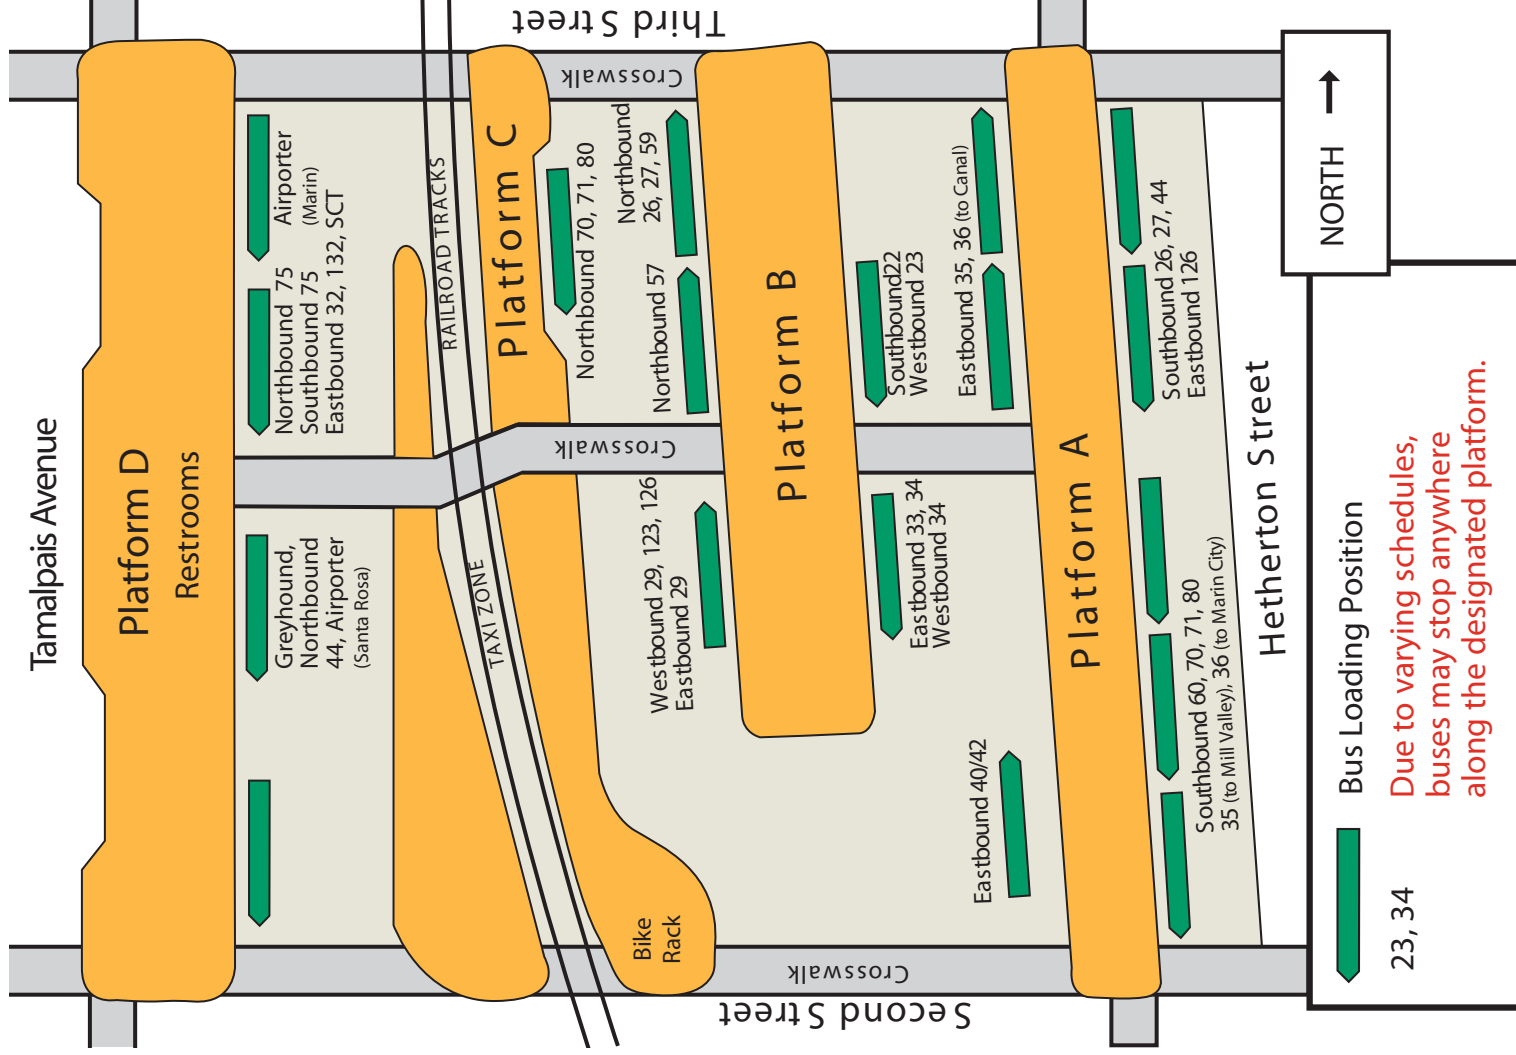 Third Street
Crosswalk
Tamalpais Avenue
Platform D
Restrooms
Airporter
(Marin)
Northbound 75
Southbound 75
Eastbound 32, 132, SCT
Greyhound,
Northbound
44, Airporter
(Santa Rosa)
RAILROAD TRACKS
TAXI ZONE
Platform C
Northbound 70, 71, 80
Northbound
26, 27, 59
Northbound 57
Crosswalk
Westbound 29, 123, 126
Eastbound 29
Bike
Rack
Platform B
Southbound22
Westbound 23
Eastbound 33, 34
Westbound 34
Eastbound 35, 36 (to Canal)
Eastbound 40/42
Platform A
Southbound 26, 27, 44
Eastbound 126
Southbound 60, 70, 71, 80
35 (to Mill Valley), 36 (to Marin City)
Hetherton Street
Crosswalk
Second Street
NORTH
Bus Loading Position
23, 34
Due to varying schedules,
buses may stop anywhere
along the designated platform.